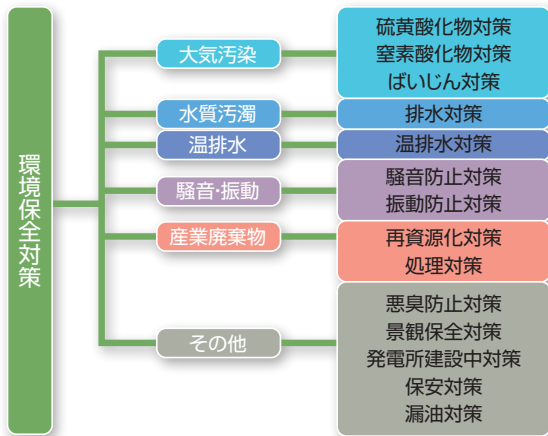 環境保全対策
大気汚染
硫黄酸化物対策
窒素酸化物対策
ばいじん対策
水質汚濁
排水対策
温排水
温排水対策
騒音・振動
騒音防止対策
振動防止対策
産業廃棄物
再資源化対策
処理対策
その他
悪臭防止対策
景観保全対策
発電所建設中対策
保安対策
漏油対策